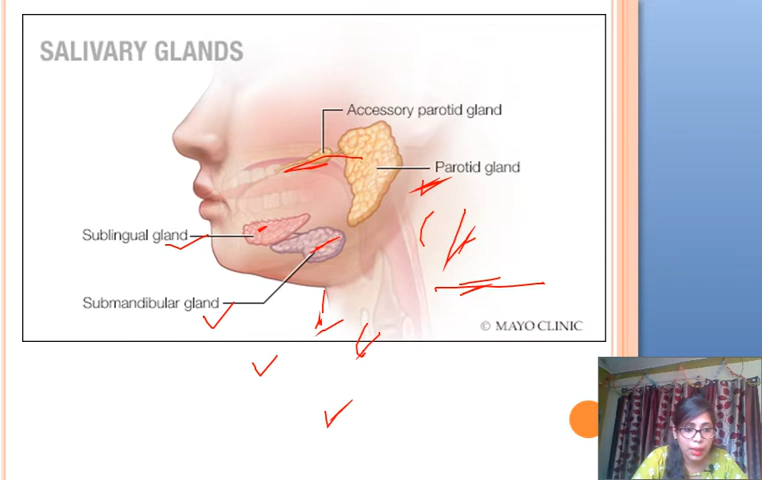 SALIVARY GLANDS
Accessory parotid gland
Parotid gland
Sublingual gland
Submandibular gland
© MAYO CLINIC